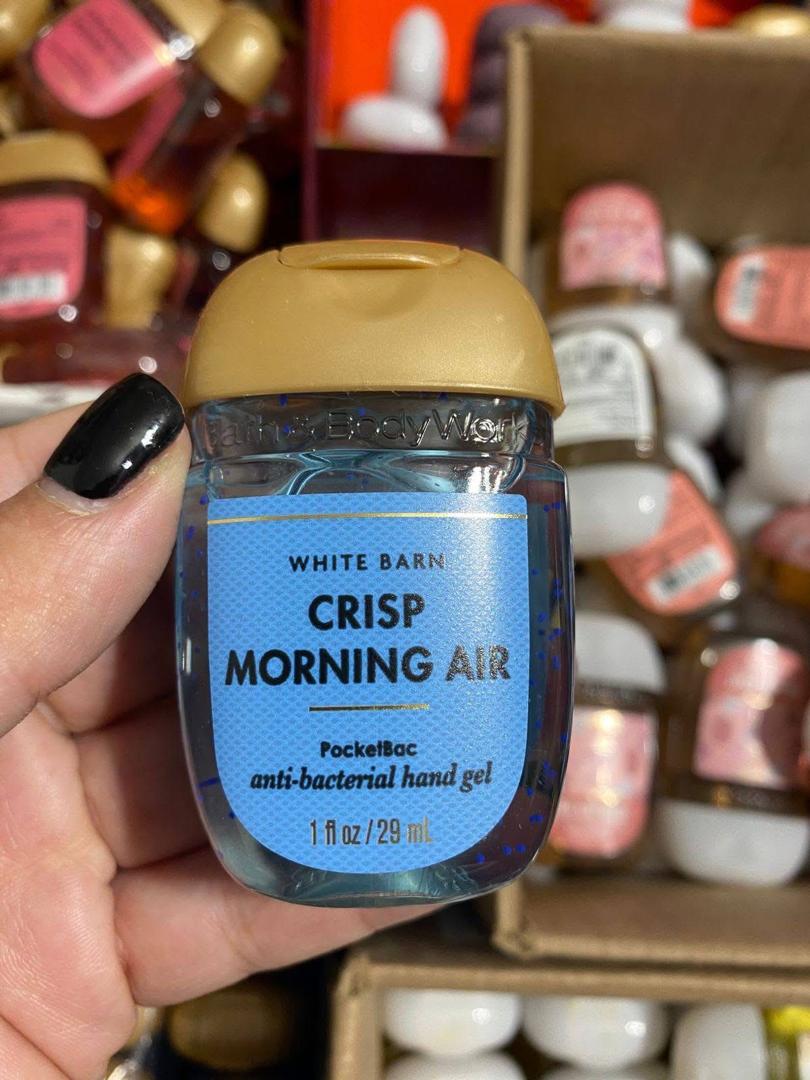 Bath & Body Works
WHITE BARN
CRISP
MORNING AIR
PocketBac
anti-bacterial hand gel
1 fl oz / 29 mL